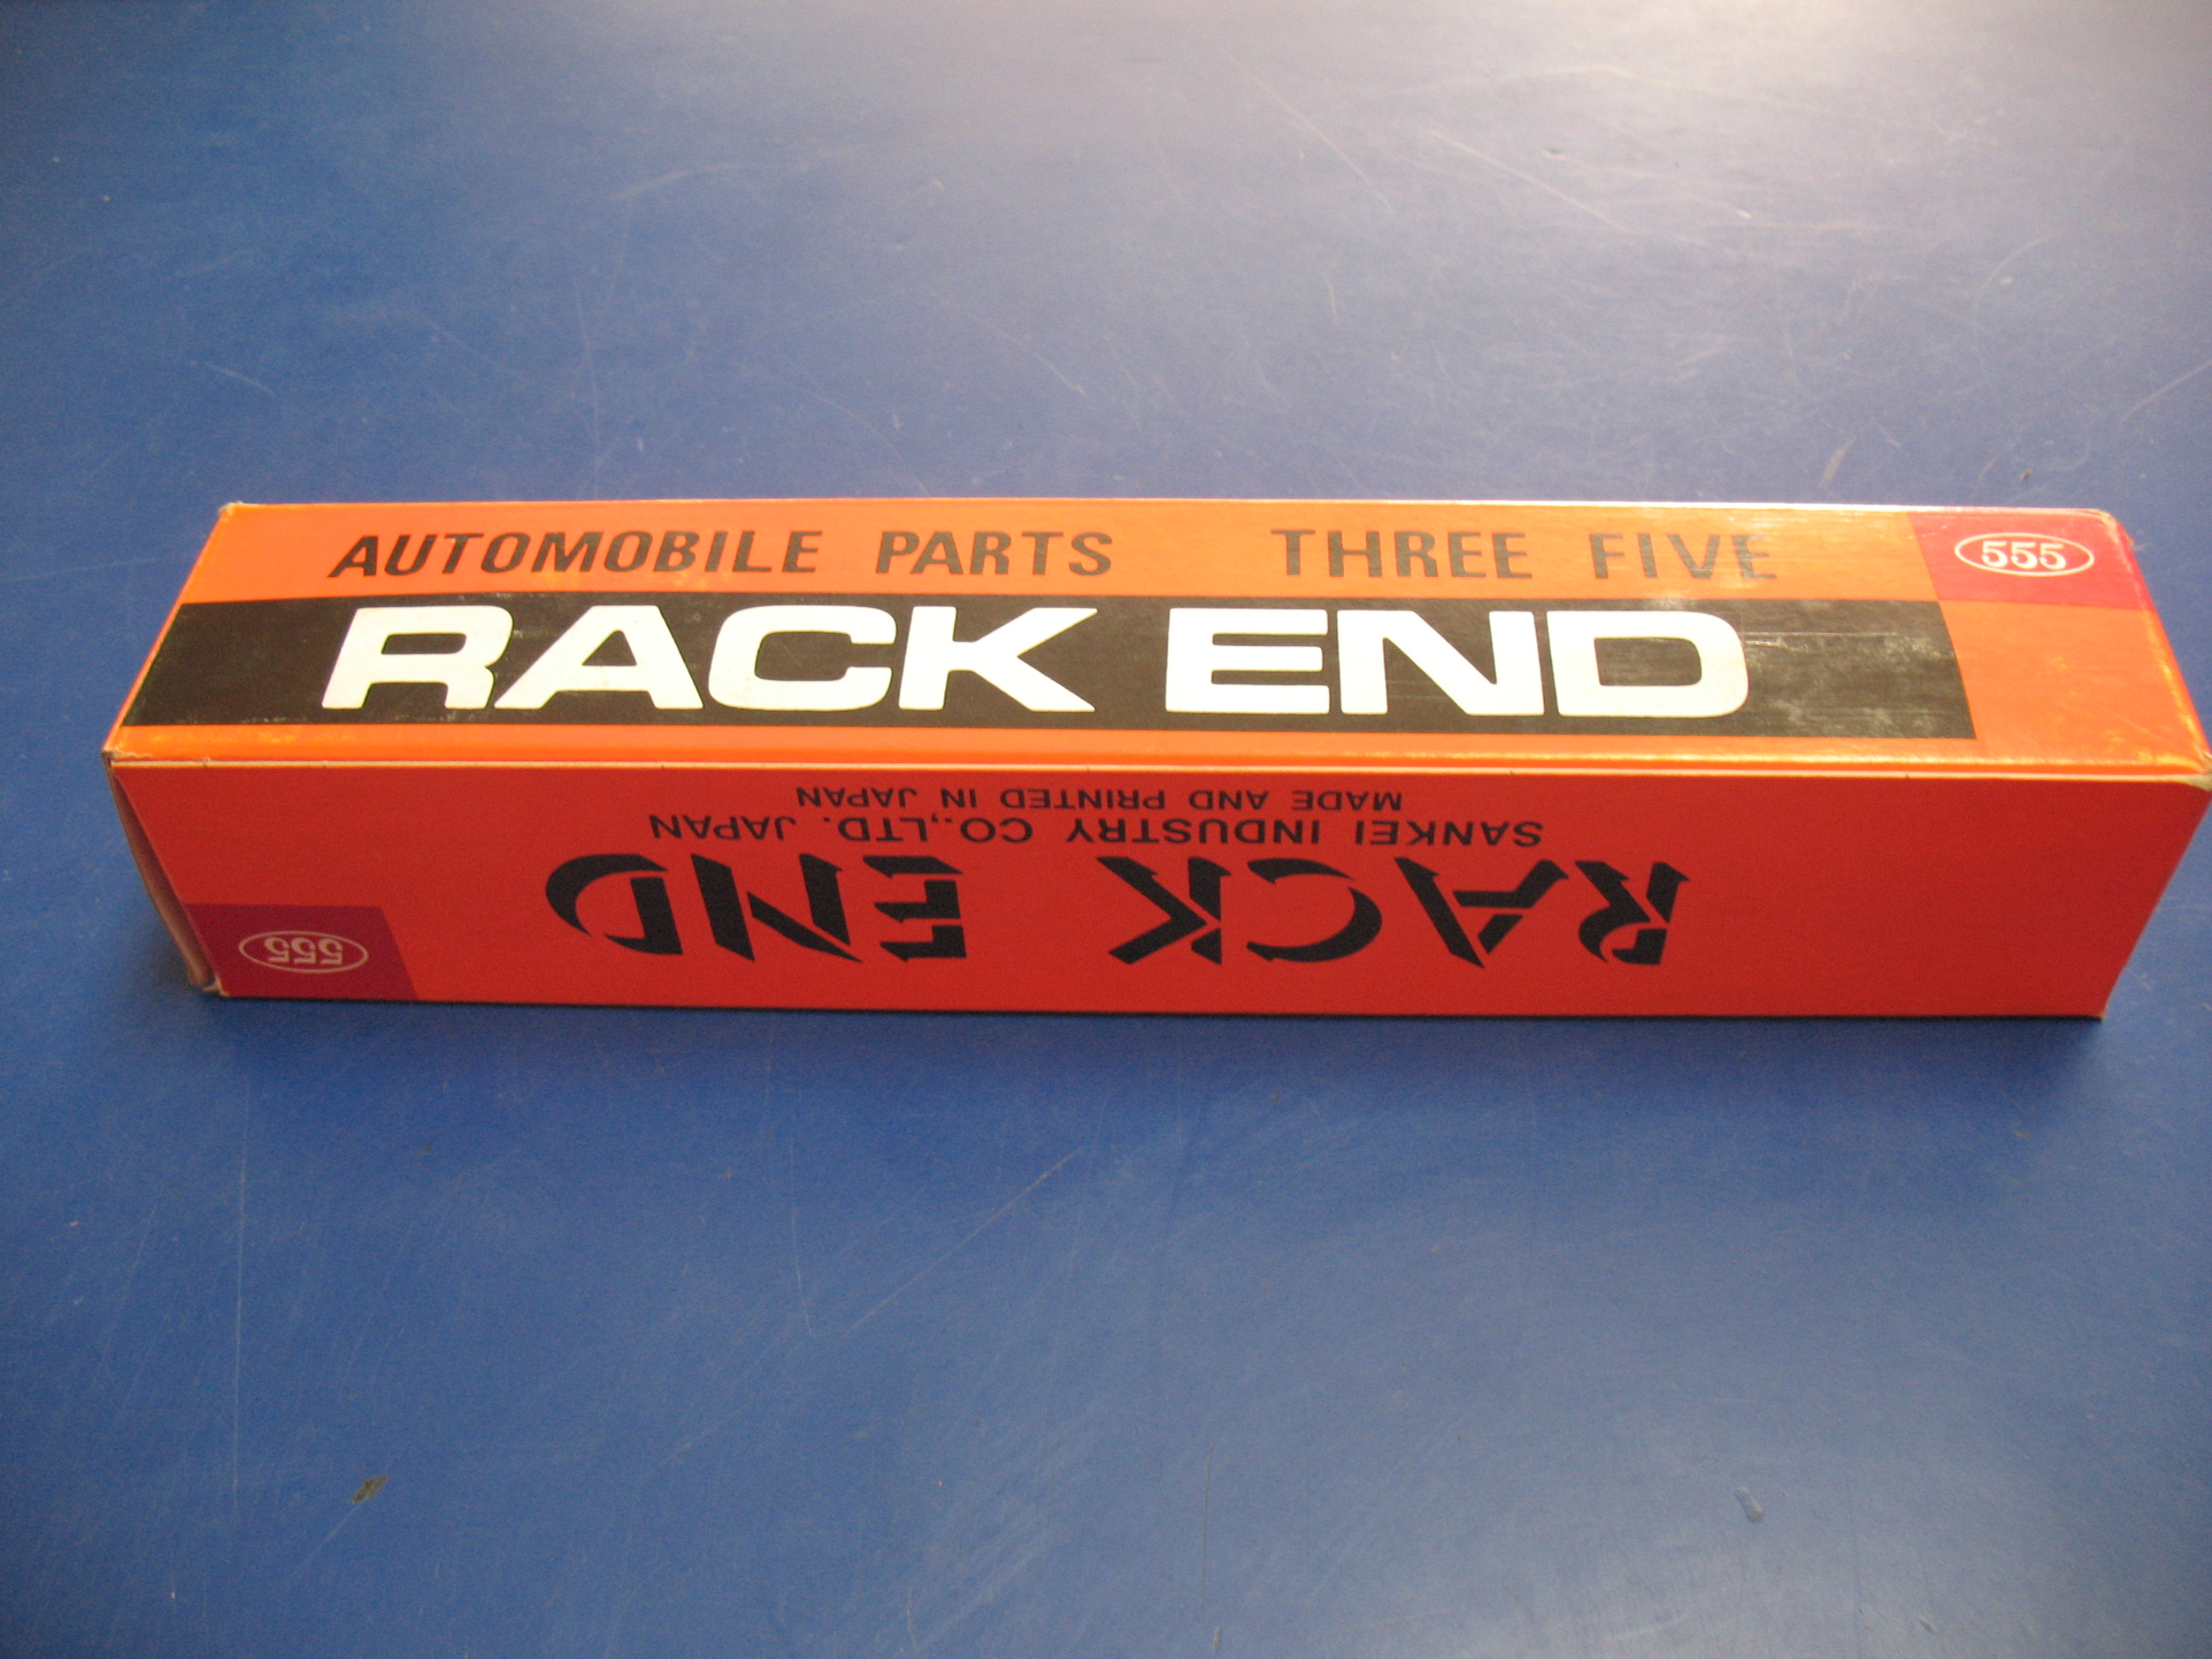 AUTOMOBILE PARTS THREE FIVE
555
RACK END
RACK END
SANKEI INDUSTRY CO.,LTD. JAPAN
MADE AND PRINTED IN JAPAN
555